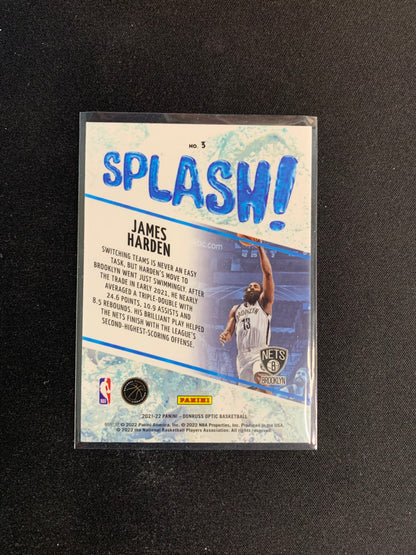 NO. 3
SPLASH!
JAMES
HARDEN
SWITCHING TEAMS IS NEVER AN EASY
TASK, BUT HARDEN'S MOVE TO
BROOKLYN WENT JUST SWIMMINGLY. AFTER
THE TRADE IN EARLY 2021, HE NEARLY
AVERAGED A TRIPLE-DOUBLE WITH
24.6 POINTS, 10.9 ASSISTS AND
8.5 REBOUNDS. HIS BRILLIANT PLAY HELPED
THE NETS FINISH WITH THE LEAGUE'S
SECOND-HIGHEST-SCORING OFFENSE.
BROOKLYN
13
NETS
B
BROOKLYN
NBA
PANINI
2021-22 PANINI - DONRUSS OPTIC BASKETBALL
© 2022 Panini America, Inc. © 2022 NBA Properties, Inc. Produced in the USA.
© 2022 the National Basketball Players Association. All rights reserved.